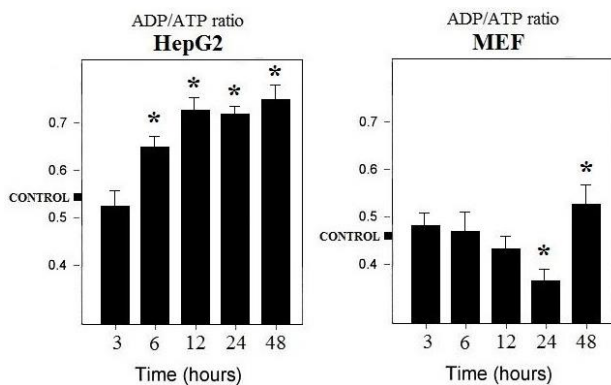 ADP/ATP ratio
HepG2
*
*
*
*
0.7
0.6
CONTROL
0.5
0.4
3 6 12 24 48
Time (hours)
ADP/ATP ratio
MEF
0.7
0.6
*
0.5
CONTROL
*
0.4
3 6 12 24 48
Time (hours)